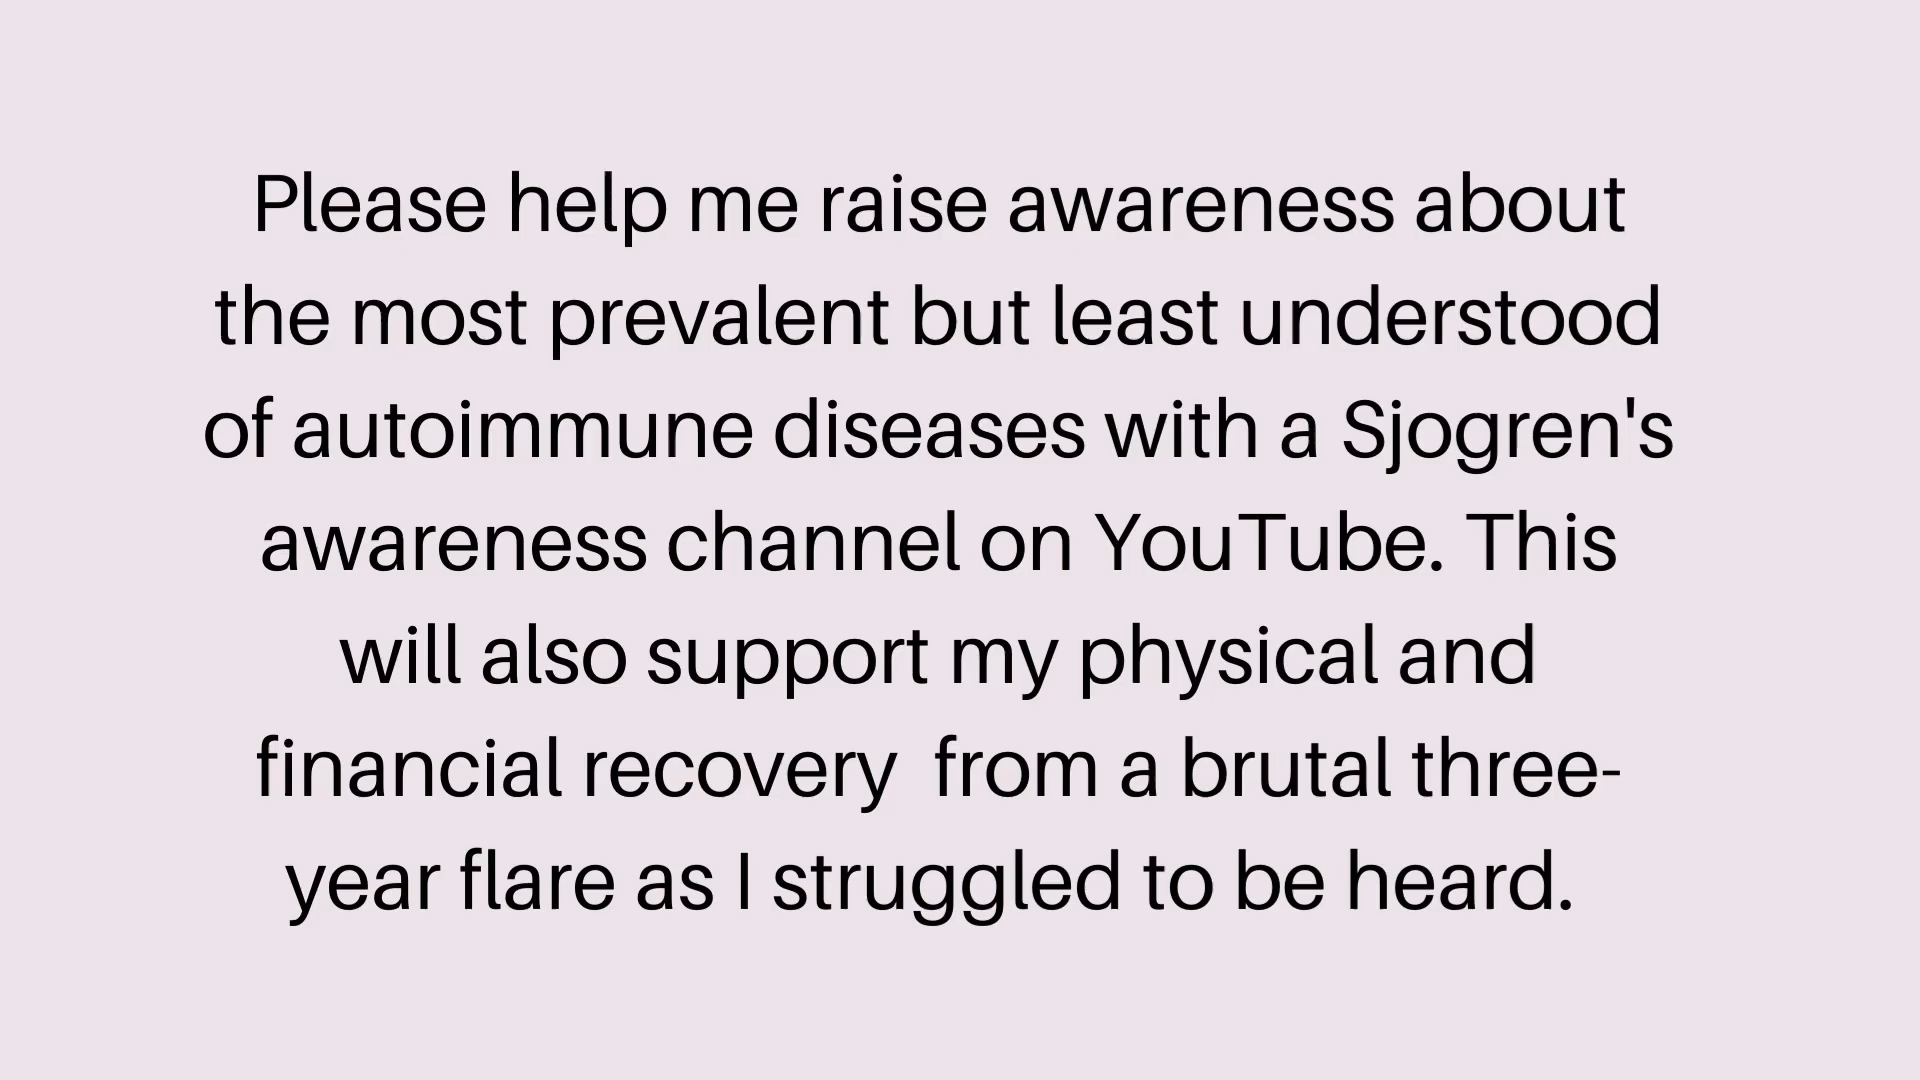 Please help me raise awareness about
the most prevalent but least understood
of autoimmune diseases with a Sjogren's
awareness channel on YouTube. This
will also support my physical and
financial recovery  from a brutal three-
year flare as I struggled to be heard.